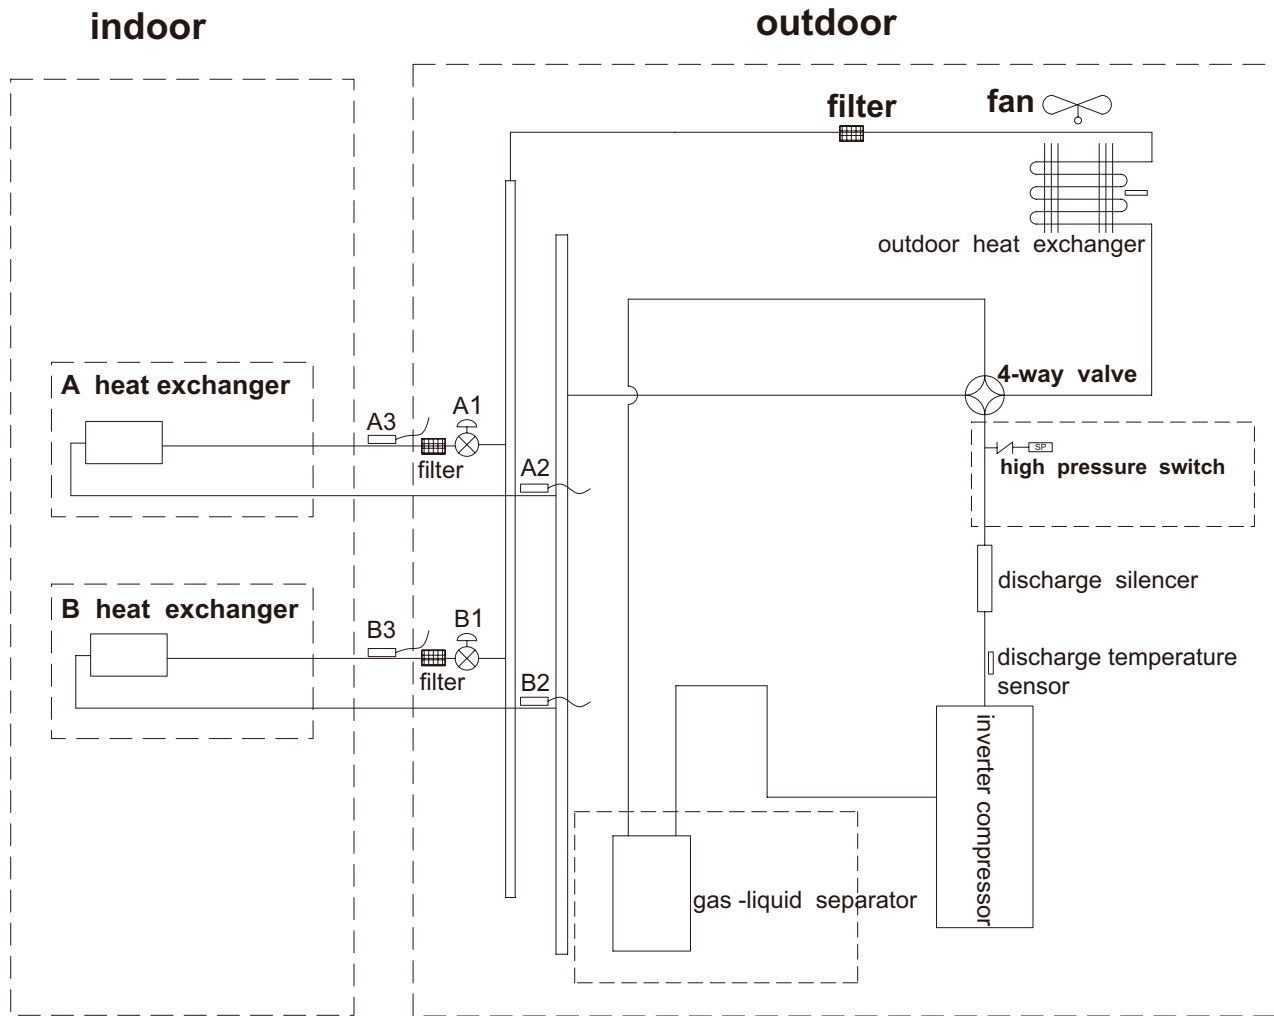 indoor
outdoor
filter
fan
outdoor heat exchanger
4-way valve
A heat exchanger
A3
A1
filter
A2
SP
high pressure switch
discharge silencer
B heat exchanger
B3
B1
filter
B2
discharge temperature
sensor
inverter compressor
gas -liquid separator